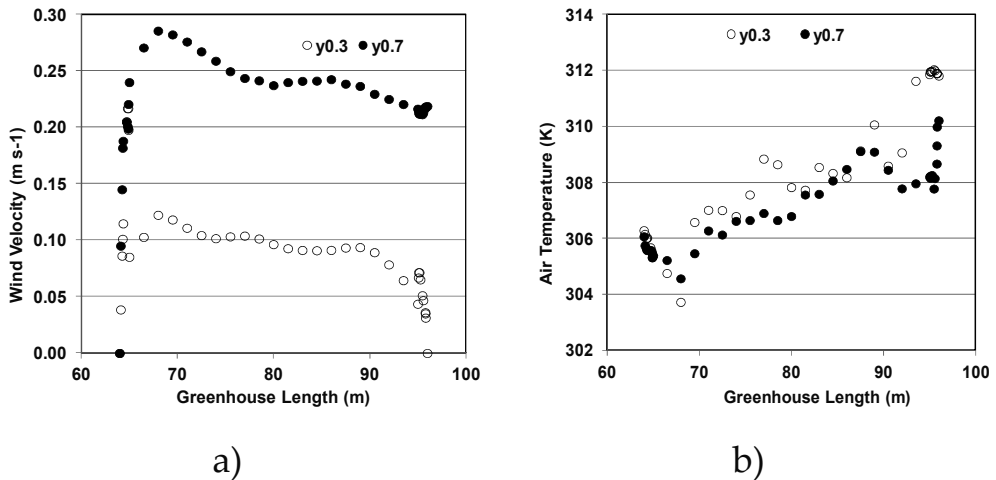 0.30
0.25
0.20
0.15
0.10
0.05
0.00
Wind Velocity (m s-1)
y0.3 y0.7
60 70 80 90 100
Greenhouse Length (m)
a)
314
312
310
308
306
304
302
Air Temperature (K)
y0.3 y0.7
60 70 80 90 100
Greenhouse Length (m)
b)